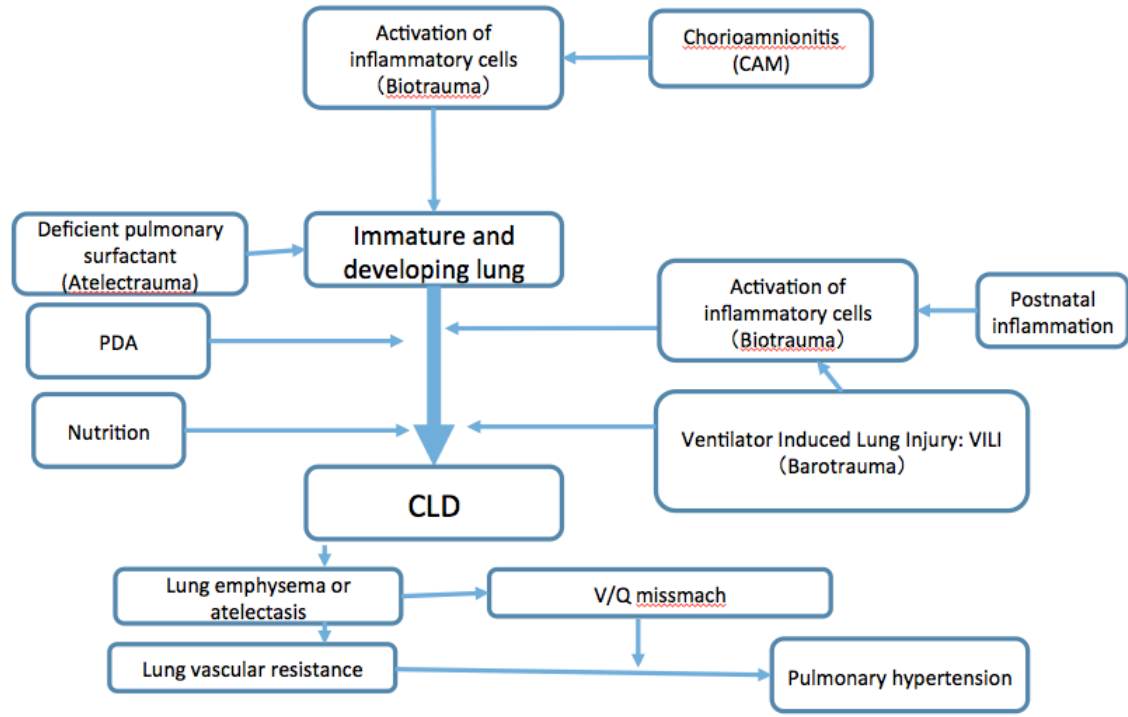 Activation of
inflammatory cells
（Biotrauma）
Chorioamnionitis
(CAM)
Deficient pulmonary
surfactant
(Atelectrauma)
Immature and
developing lung
Activation of
inflammatory cells
（Biotrauma）
Postnatal
inflammation
PDA
Nutrition
Ventilator Induced Lung Injury: VILI
（Barotrauma）
CLD
Lung emphysema or
atelectasis
V/Q missmach
Lung vascular resistance
Pulmonary hypertension